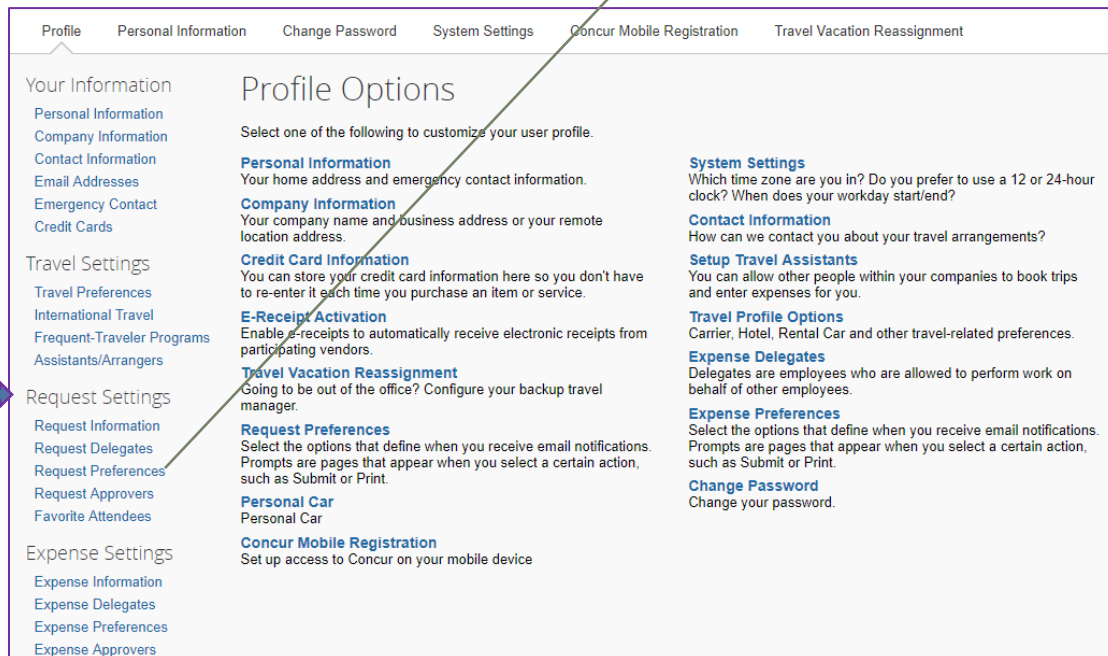 Profile Personal Information Change Password System Settings Concur Mobile Registration Travel Vacation Reassignment
Your Information
Personal Information
Company Information
Contact Information
Email Addresses
Emergency Contact
Credit Cards
Travel Settings
Travel Preferences
International Travel
Frequent-Traveler Programs
Assistants/Arrangers
Request Settings
Request Information
Request Delegates
Request Preferences
Request Approvers
Favorite Attendees
Expense Settings
Expense Information
Expense Delegates
Expense Preferences
Expense Approvers
Profile Options
Select one of the following to customize your user profile.
Personal Information
Your home address and emergency contact information.
Company Information
Your company name and business address or your remote
location address.
Credit Card Information
You can store your credit card information here so you don't have
to re-enter it each time you purchase an item or service.
E-Receipt Activation
Enable e-receipts to automatically receive electronic receipts from
participating vendors.
Travel Vacation Reassignment
Going to be out of the office? Configure your backup travel
manager.
Request Preferences
Select the options that define when you receive email notifications.
Prompts are pages that appear when you select a certain action,
such as Submit or Print.
Personal Car
Personal Car
Concur Mobile Registration
Set up access to Concur on your mobile device
System Settings
Which time zone are you in? Do you prefer to use a 12 or 24-hour
clock? When does your workday start/end?
Contact Information
How can we contact you about your travel arrangements?
Setup Travel Assistants
You can allow other people within your companies to book trips
and enter expenses for you.
Travel Profile Options
Carrier, Hotel, Rental Car and other travel-related preferences.
Expense Delegates
Delegates are employees who are allowed to perform work on
behalf of other employees.
Expense Preferences
Select the options that define when you receive email notifications.
Prompts are pages that appear when you select a certain action,
such as Submit or Print.
Change Password
Change your password.